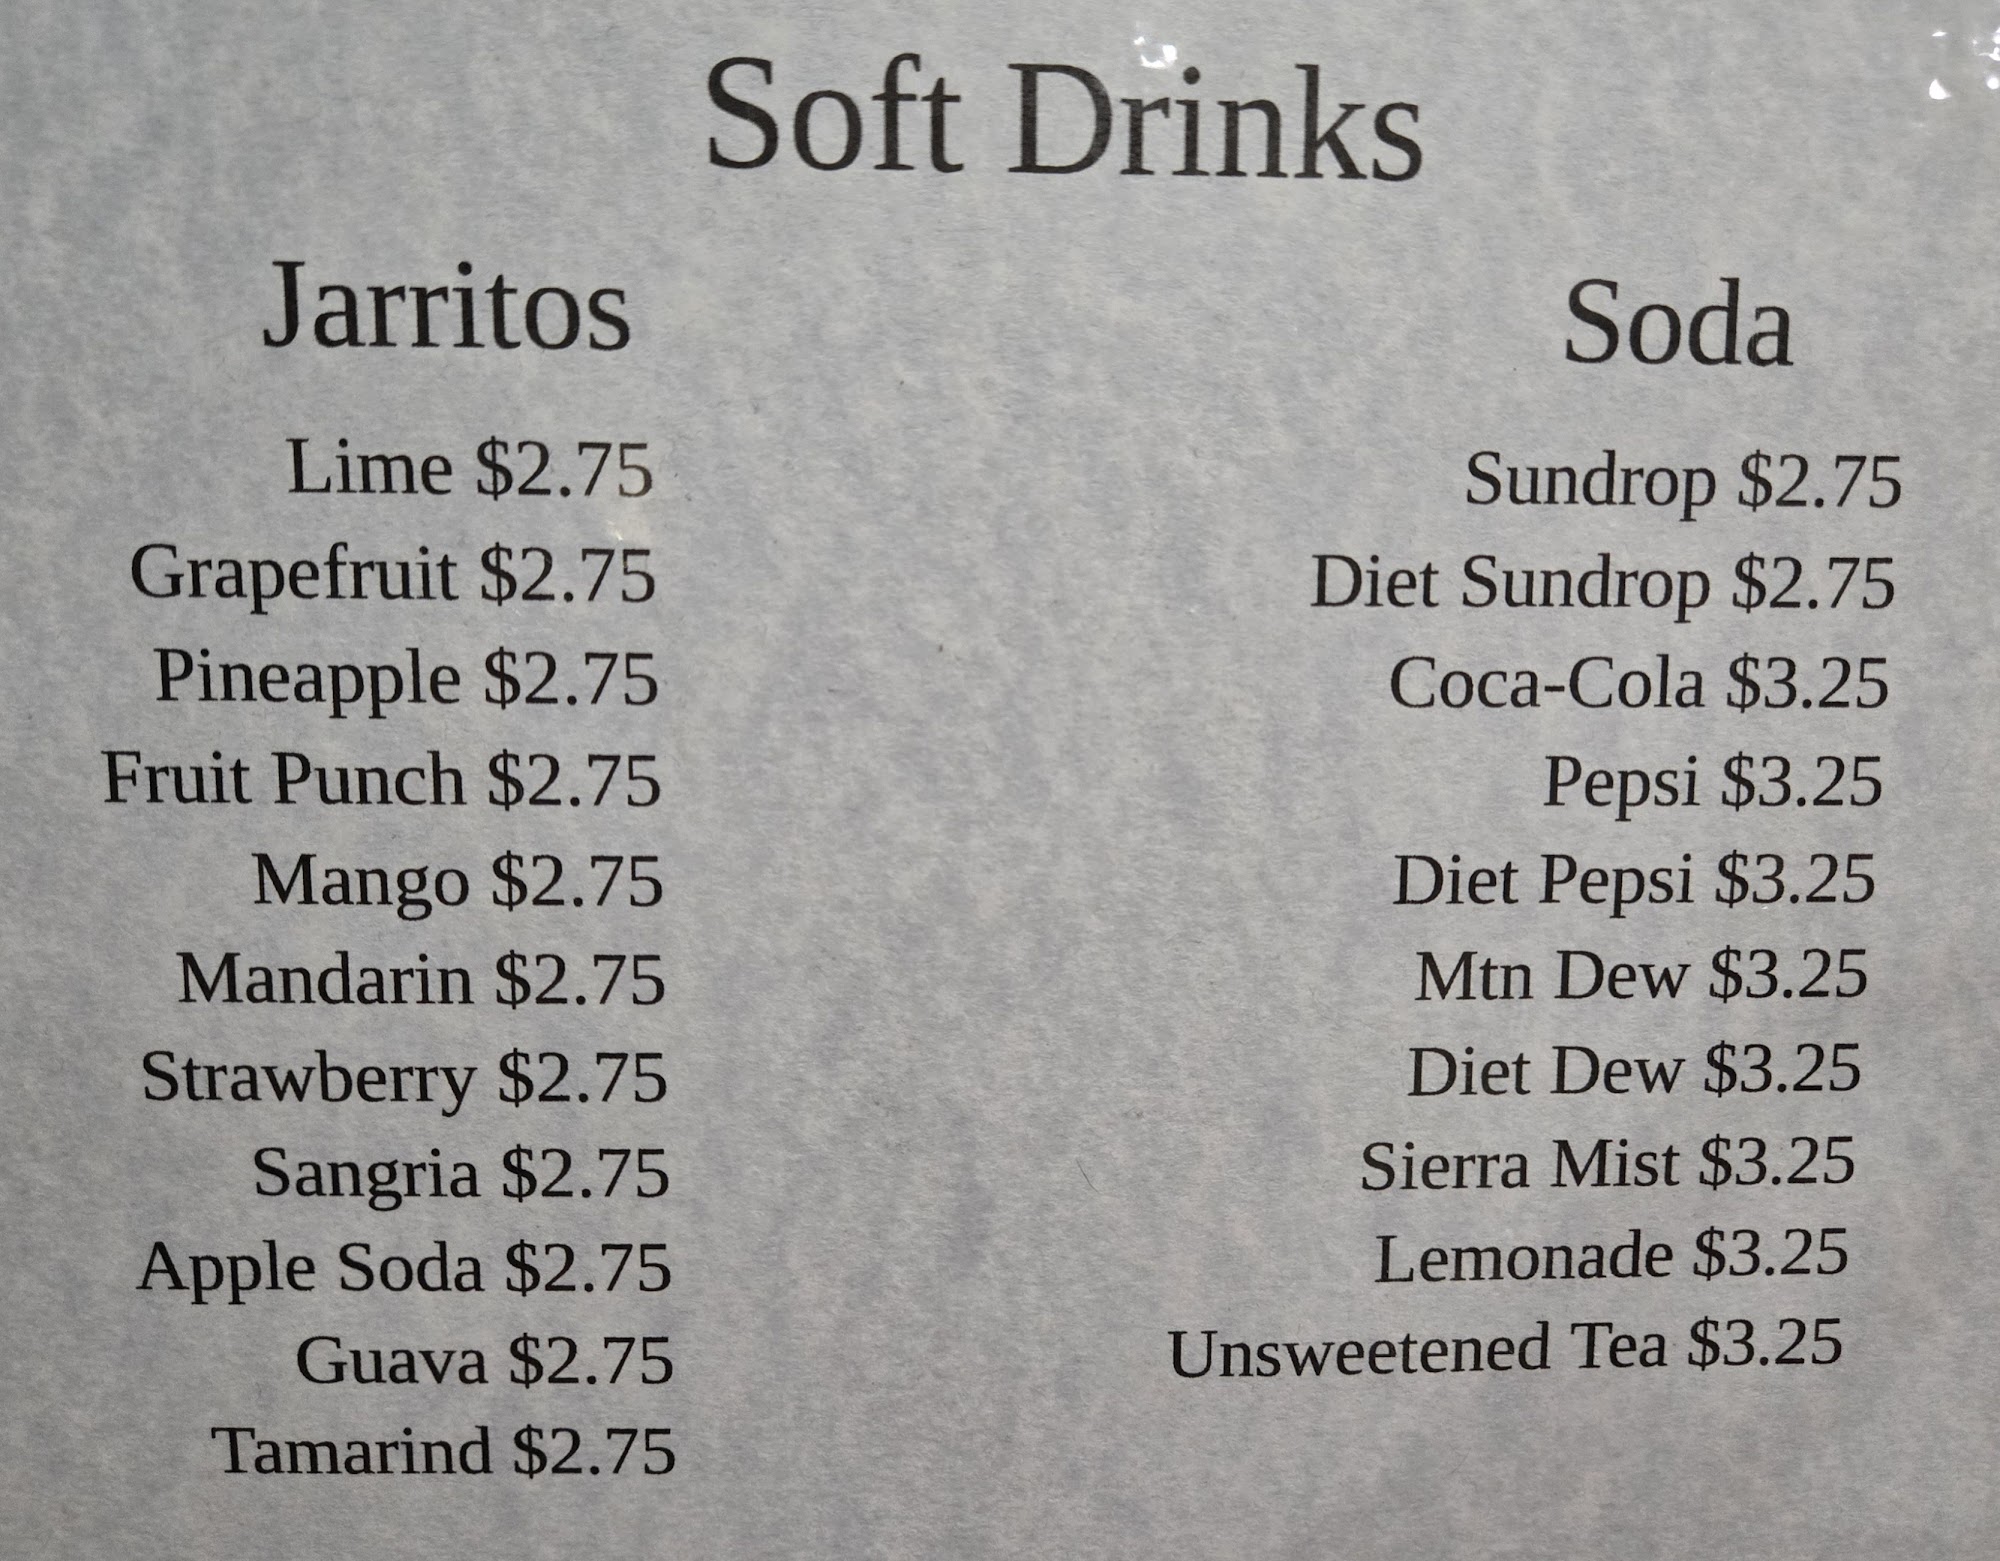 Soft Drinks
Jarritos
Lime $2.75
Grapefruit $2.75
Pineapple $2.75
Fruit Punch $2.75
Mango $2.75
Mandarin $2.75
Strawberry $2.75
Sangria $2.75
Apple Soda $2.75
Guava $2.75
Tamarind $2.75
Soda
Sundrop $2.75
Diet Sundrop $2.75
Coca-Cola $3.25
Pepsi $3.25
Diet Pepsi $3.25
Mtn Dew $3.25
Diet Dew $3.25
Sierra Mist $3.25
Lemonade $3.25
Unsweetened Tea $3.25